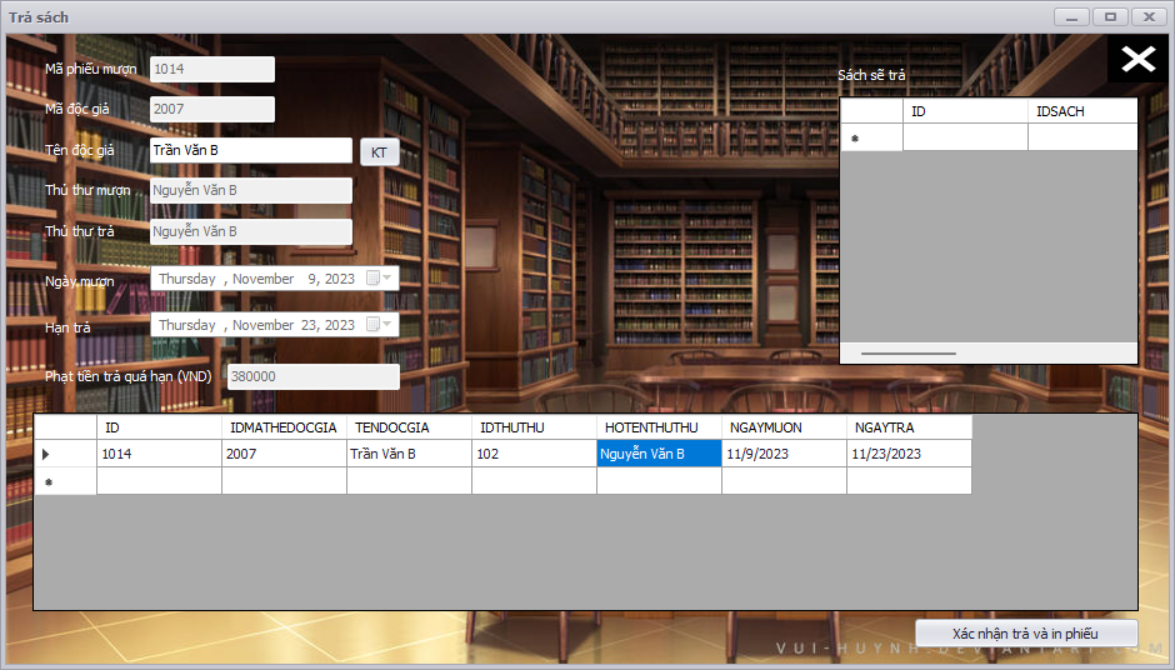 Trả sách
Mã phiếu mượn 1014
Sách sẽ trả
Mã độc giả 2007
ID IDSACH
Tên độc giả Trần Văn B KT
Thủ thư mượn Nguyễn Văn B
Thủ thư trả Nguyễn Văn B
Ngày mượn Thursday , November 9, 2023
Hạn trả Thursday , November 23, 2023
Phạt tiền trả quá hạn (VND) 380000
ID IDMATHEDOCGIA TENDOCGIA IDTHUTHU HOTENTHUTHU NGAYMUON NGAYTRA
1014 2007 Trần Văn B 102 Nguyễn Văn B 11/9/2023 11/23/2023
Xác nhận trả và in phiếu
VUI-HUYNH.DEVIANTART.COM